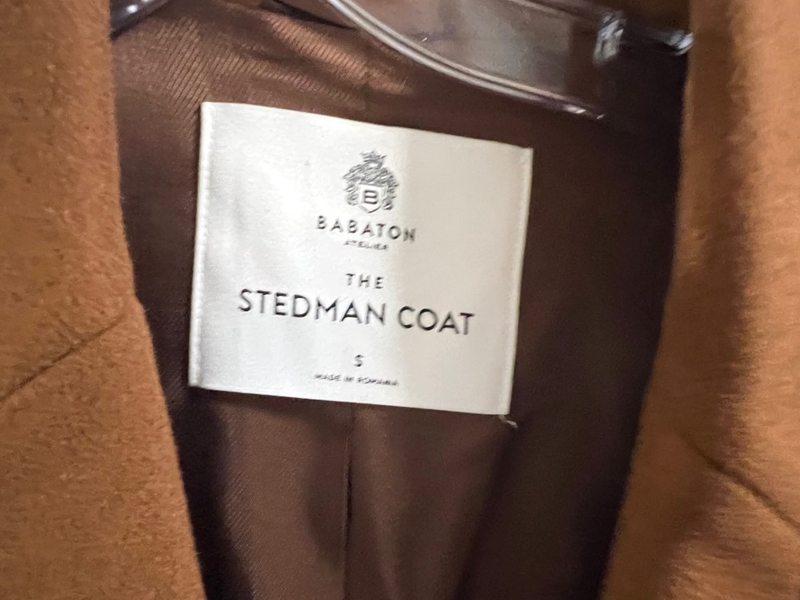 B
BABATON
ATELIER
THE
STEDMAN COAT
S
MADE IN ROMANIA